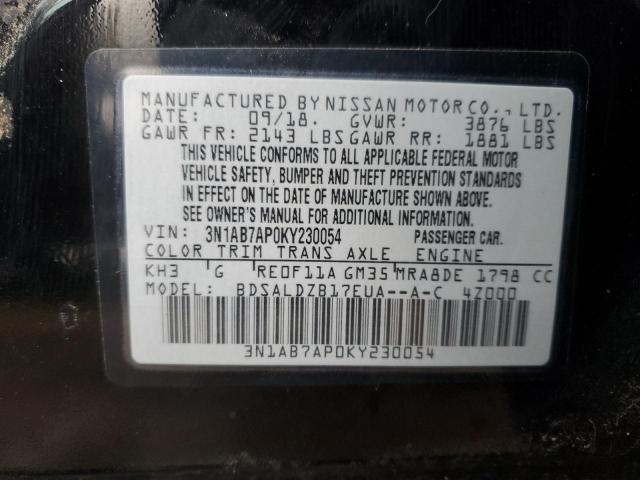 MANUFACTURED BY NISSAN MOTOR CO., LTD.
DATE: 09/18. GVWR: 3876 LBS
GAWR FR: 2143 LBS GAWR RR: 1881 LBS
THIS VEHICLE CONFORMS TO ALL APPLICABLE FEDERAL MOTOR
VEHICLE SAFETY, BUMPER AND THEFT PREVENTION STANDARDS
IN EFFECT ON THE DATE OF MANUFACTURE SHOWN ABOVE.
SEE OWNER'S MANUAL FOR ADDITIONAL INFORMATION.
VIN: 3N1AB7AP0KY230054 PASSENGER CAR.
COLOR TRIM TRANS AXLE ENGINE
KH3 G RE0F11A GM35 MRA8DE 1798 CC
MODEL: BDSALDZB17EUA--A-C 4Z000
3N1AB7AP0KY230054